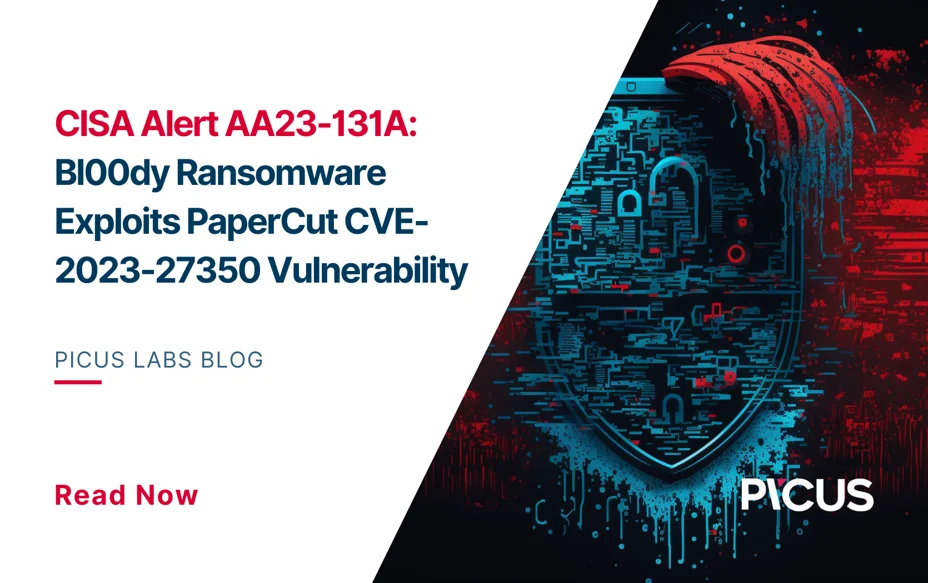 CISA Alert AA23-131A:
Bl00dy Ransomware
Exploits PaperCut CVE-
2023-27350 Vulnerability
PICUS LABS BLOG
Read Now
PICUS